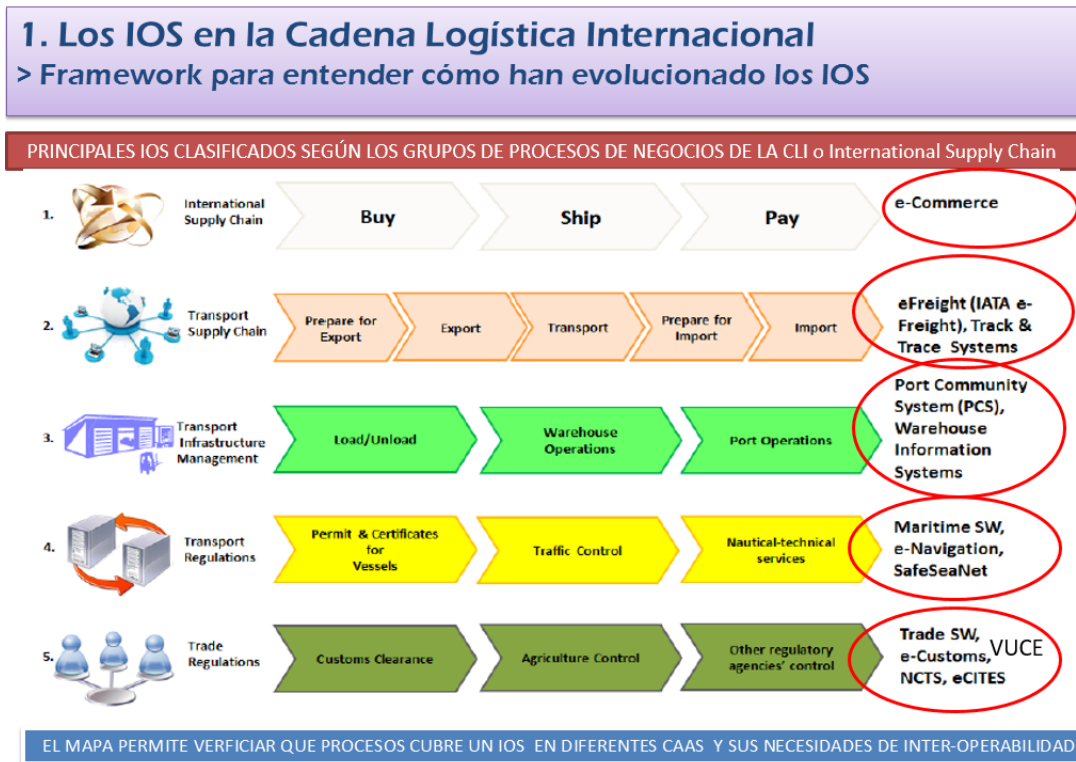 1. Los IOS en la Cadena Logística Internacional
> Framework para entender cómo han evolucionado los IOS
PRINCIPALES IOS CLASIFICADOS SEGÚN LOS GRUPOS DE PROCESOS DE NEGOCIOS DE LA CLI o International Supply Chain
1.
International
Supply Chain
Buy
Ship
Pay
e-Commerce
2.
Transport
Supply Chain
Prepare for
Export
Export
Transport
Prepare for
Import
Import
eFreight (IATA e-
Freight), Track &
Trace Systems
3.
Transport
Infrastructure
Management
Load/Unload
Warehouse
Operations
Port Operations
Port Community
System (PCS),
Warehouse
Information
Systems
4.
Transport
Regulations
Permit & Certificates
for
Vessels
Traffic Control
Nautical-technical
services
Maritime SW,
e-Navigation,
SafeSeaNet
5.
Trade
Regulations
Customs Clearance
Agriculture Control
Other regulatory
agencies' control
Trade SW,
e-Customs, VUCE
NCTS, eCITES
EL MAPA PERMITE VERFICIAR QUE PROCESOS CUBRE UN IOS EN DIFERENTES CAAS Y SUS NECESIDADES DE INTER-OPERABILIDAD